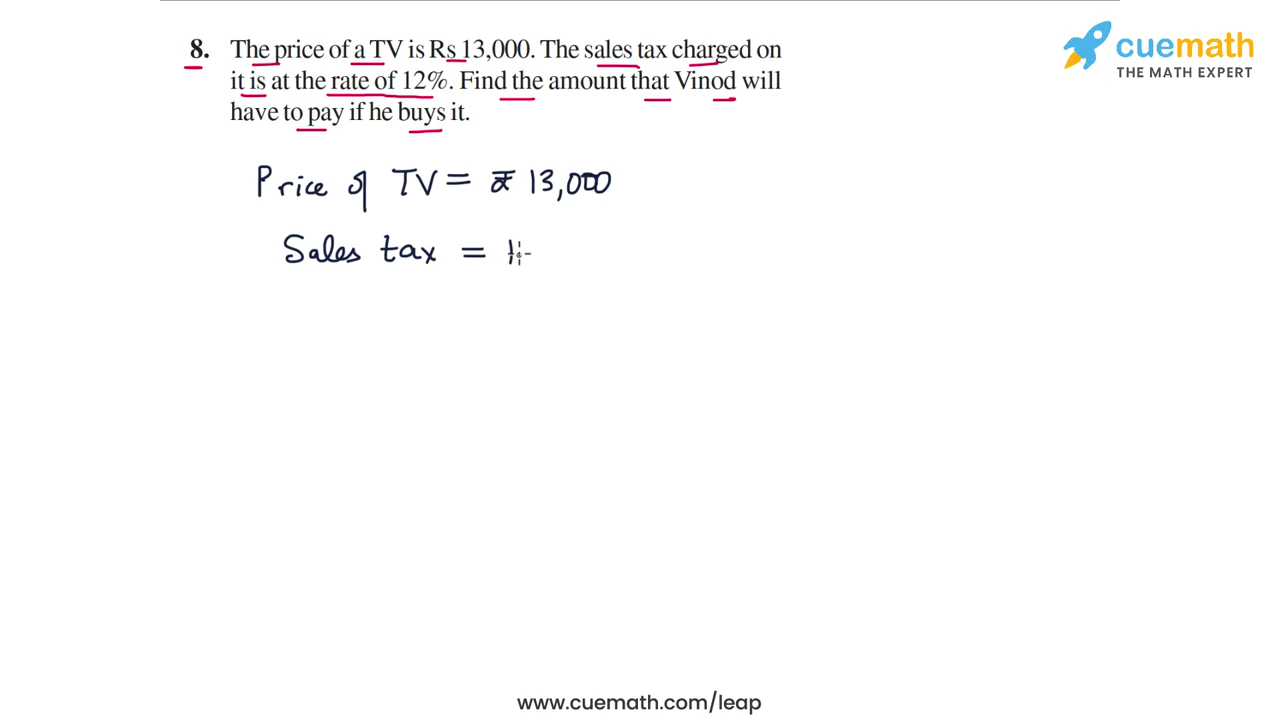 8. The price of a TV is Rs 13,000. The sales tax charged on
it is at the rate of 12%. Find the amount that Vinod will
have to pay if he buys it.
cuemath
THE MATH EXPERT
Price of TV = ₹ 13,000
Sales tax = 1
www.cuemath.com/leap